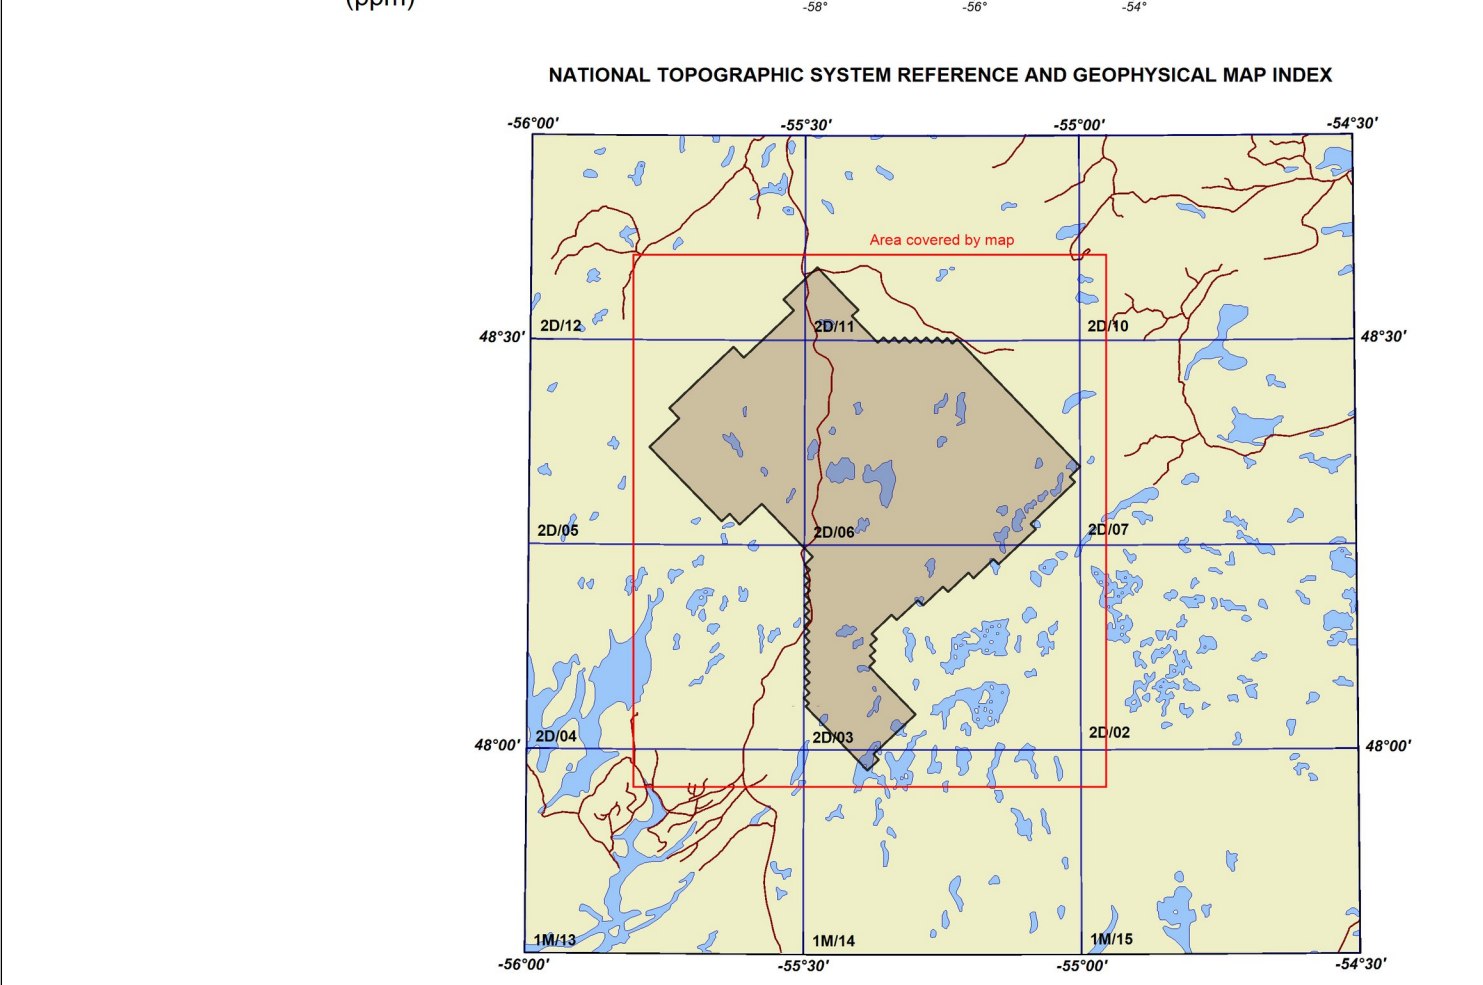 (ppm)
-58° -56° -54°
NATIONAL TOPOGRAPHIC SYSTEM REFERENCE AND GEOPHYSICAL MAP INDEX
-56°00' -55°30' -55°00' -54°30'
Area covered by map
2D/12 2D/11 2D/10
48°30' 48°30'
2D/05 2D/06 2D/07
2D/04 2D/03 2D/02
48°00' 48°00'
1M/13 1M/14 1M/15
-56°00' -55°30' -55°00' -54°30'